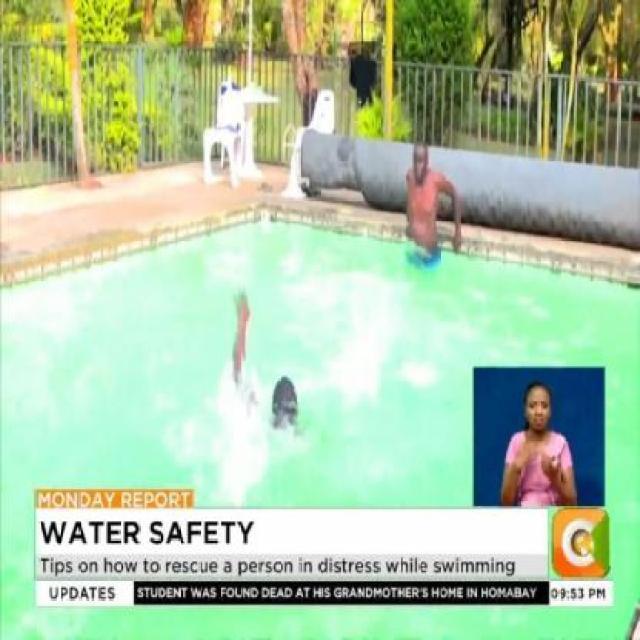 MONDAY REPORT
WATER SAFETY
Tips on how to rescue a person in distress while swimming
UPDATES
STUDENT WAS FOUND DEAD AT HIS GRANDMOTHER'S HOME IN HOMABAY
09:53 PM